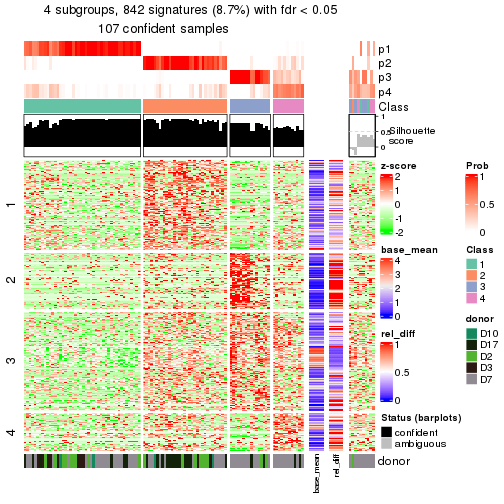 4 subgroups, 842 signatures (8.7%) with fdr < 0.05
107 confident samples
p1
p2
p3
p4
Class
1
0.5
0
Silhouette
score
1
2
3
4
z-score
2
1
0
-1
-2
base_mean
4
3
2
1
0
rel_diff
1
0.5
0
Status (barplots)
confident
ambiguous
Prob
1
0.5
0
Class
1
2
3
4
donor
D10
D17
D2
D3
D7
base_mean
rel_diff
donor